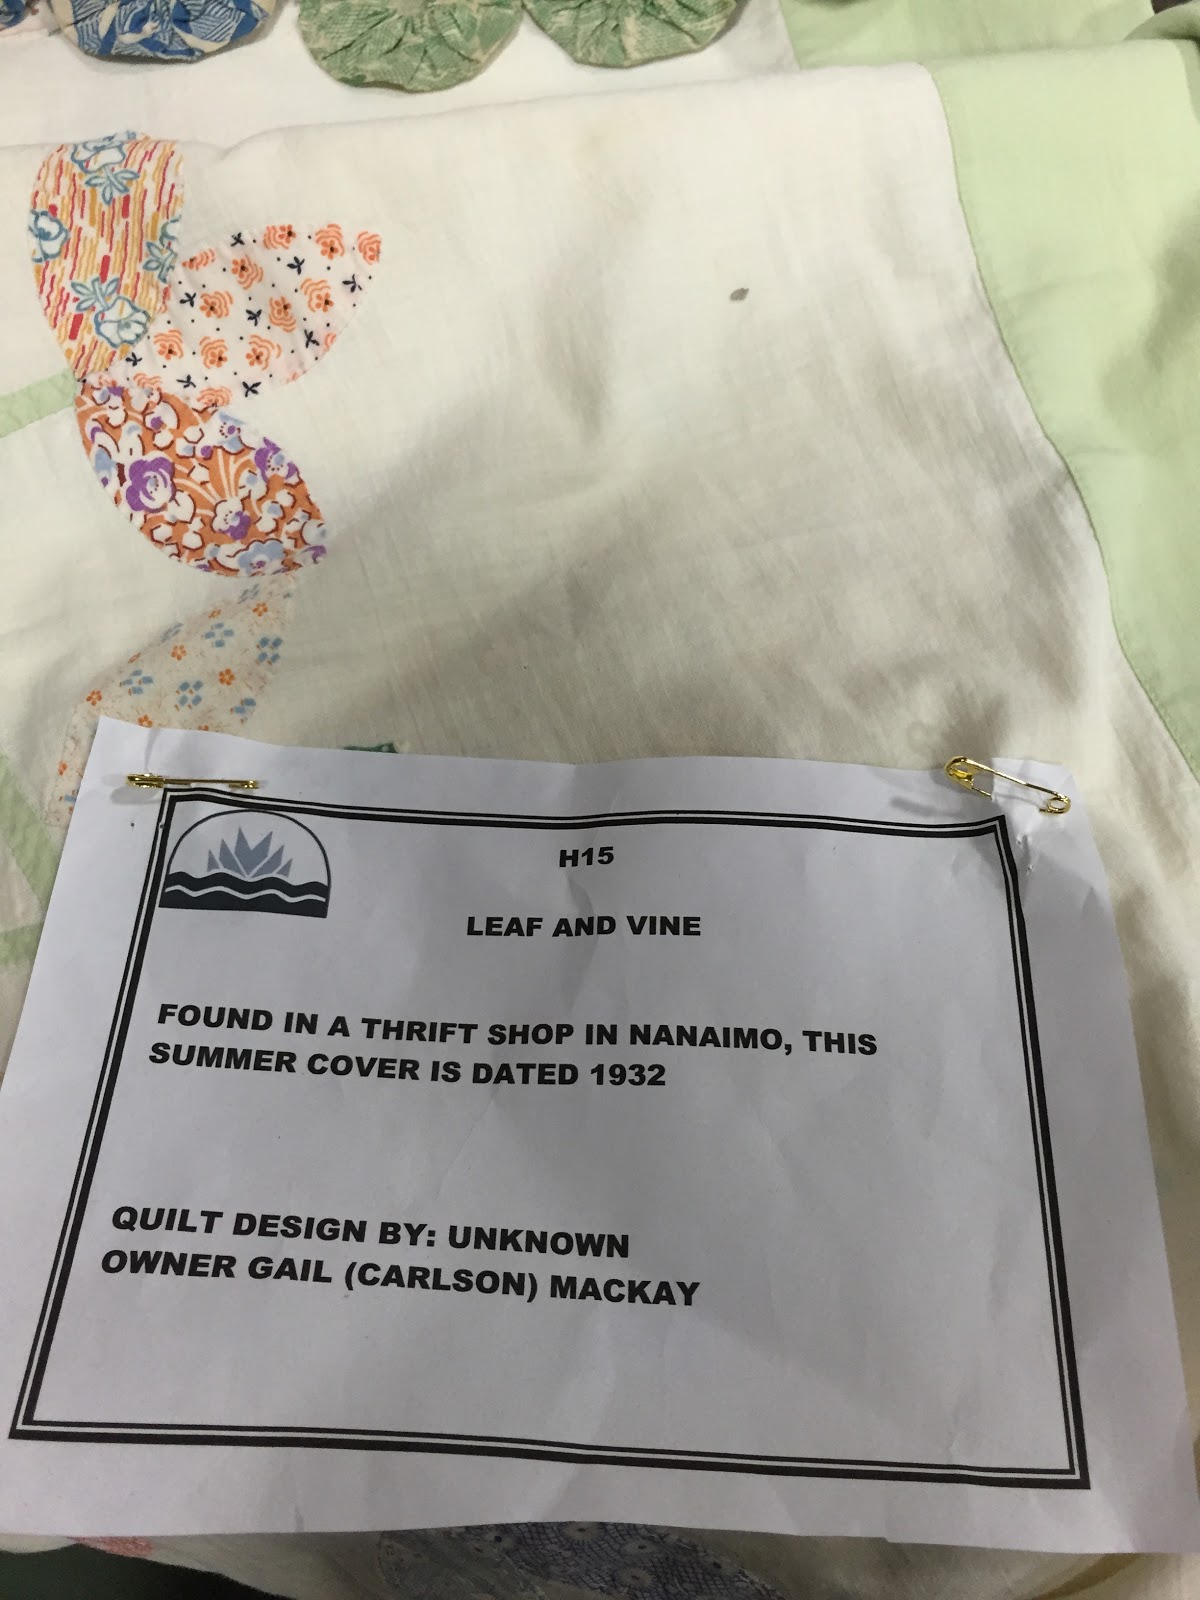 H15
LEAF AND VINE
FOUND IN A THRIFT SHOP IN NANAIMO, THIS
SUMMER COVER IS DATED 1932
QUILT DESIGN BY: UNKNOWN
OWNER GAIL (CARLSON) MACKAY